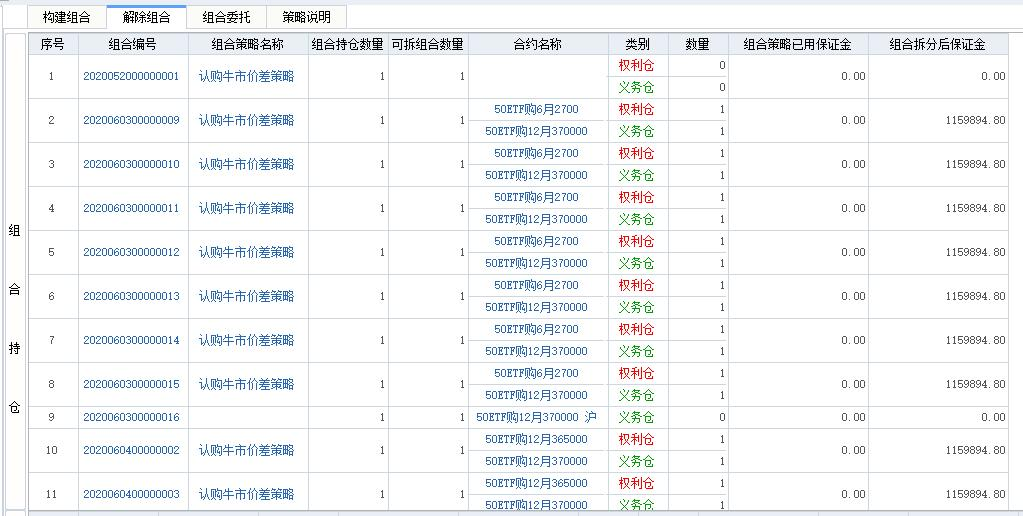 构建组合 解除组合 组合委托 策略说明
序号 组合编号 组合策略名称 组合持仓数量 可拆组合数量 合约名称 类别 数量 组合策略已用保证金 组合拆分后保证金
1 2020052000000001 认购牛市价差策略 1 1 权利仓 0 0.00 0.00
义务仓 0
2 2020060300000009 认购牛市价差策略 1 1 50ETF购6月2700 权利仓 1 0.00 1159894.80
50ETF购12月370000 义务仓 1
3 2020060300000010 认购牛市价差策略 1 1 50ETF购6月2700 权利仓 1 0.00 1159894.80
50ETF购12月370000 义务仓 1
4 2020060300000011 认购牛市价差策略 1 1 50ETF购6月2700 权利仓 1 0.00 1159894.80
50ETF购12月370000 义务仓 1
5 2020060300000012 认购牛市价差策略 1 1 50ETF购6月2700 权利仓 1 0.00 1159894.80
50ETF购12月370000 义务仓 1
6 2020060300000013 认购牛市价差策略 1 1 50ETF购6月2700 权利仓 1 0.00 1159894.80
50ETF购12月370000 义务仓 1
7 2020060300000014 认购牛市价差策略 1 1 50ETF购6月2700 权利仓 1 0.00 1159894.80
50ETF购12月370000 义务仓 1
8 2020060300000015 认购牛市价差策略 1 1 50ETF购6月2700 权利仓 1 0.00 1159894.80
50ETF购12月370000 义务仓 1
9 2020060300000016 1 1 50ETF购12月370000 沪 义务仓 0 0.00 0.00
10 2020060400000002 认购牛市价差策略 1 1 50ETF购12月365000 权利仓 1 0.00 1159894.80
50ETF购12月370000 义务仓 1
11 2020060400000003 认购牛市价差策略 1 1 50ETF购12月365000 权利仓 1 0.00 1159894.80
50ETF购12月370000 义务仓 1
组
合
持
仓